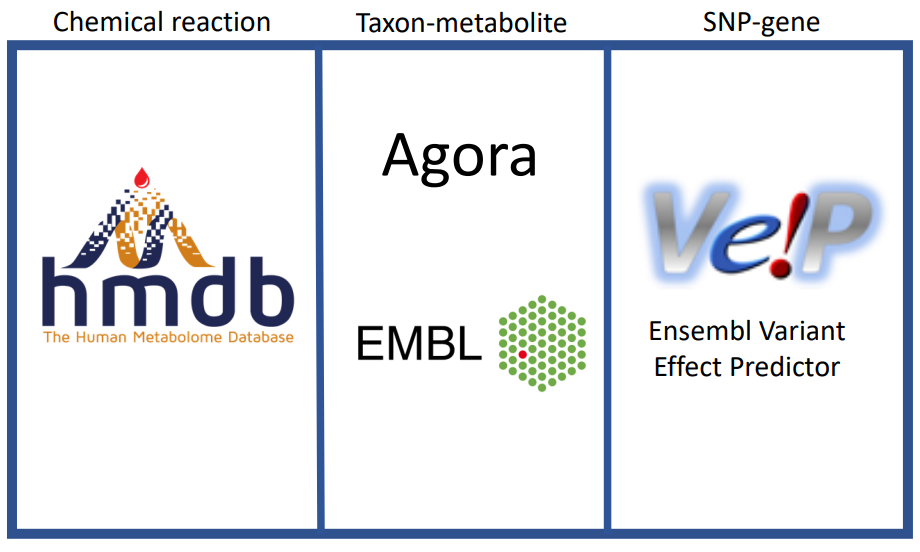 Chemical reaction
Taxon-metabolite
SNP-gene
hmdb
The Human Metabolome Database
Agora
EMBL
Ve!P
Ensembl Variant
Effect Predictor